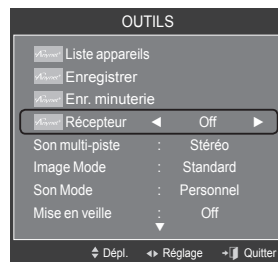 OUTILS
Liste appareils
Enregistrer
Enr. minuterie
Récepteur ◄ Off ►
Son multi-piste : Stéréo
Image Mode : Standard
Son Mode : Personnel
Mise en veille : Off
▼
Dépl. Réglage Quitter